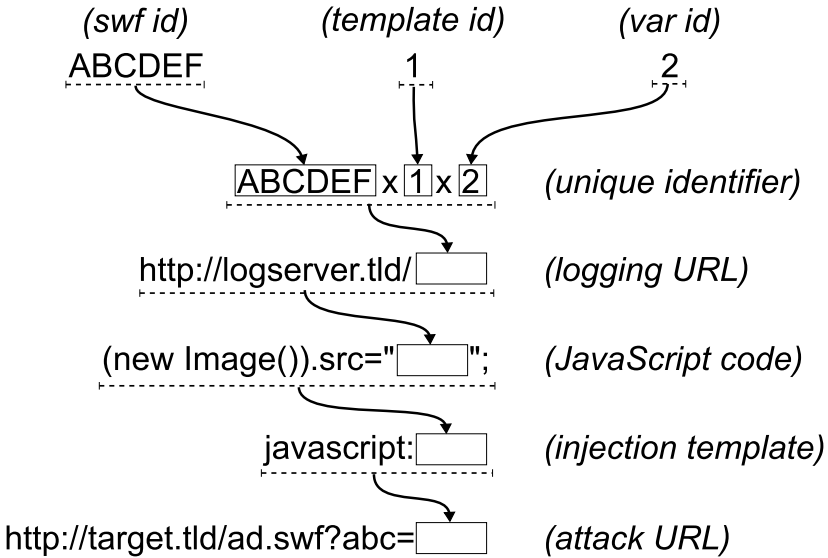 (swf id) (template id) (var id)
ABCDEF 1 2
ABCDEF x 1 x 2 (unique identifier)
http://logserver.tld/ (logging URL)
(new Image()).src=" "; (JavaScript code)
javascript: (injection template)
http://target.tld/ad.swf?abc= (attack URL)